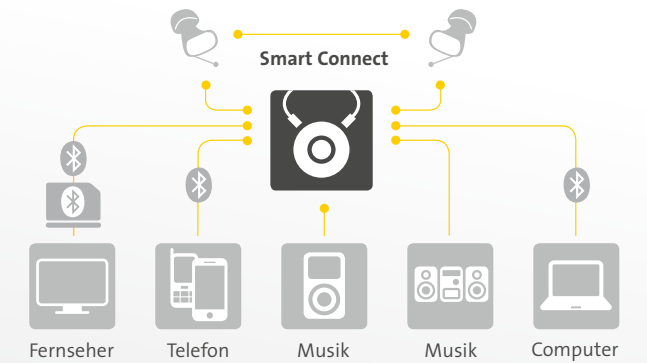 Smart Connect
Fernseher
Telefon
Musik
Musik
Computer